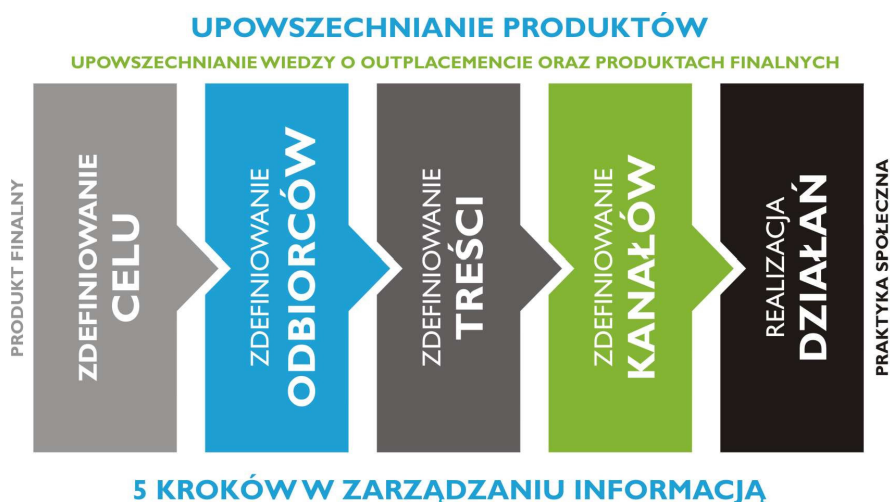 UPOWSZECHNIANIE PRODUKTÓW
UPOWSZECHNIANIE WIEDZY O OUTPLACEMENCIE ORAZ PRODUKTACH FINALNYCH
PRODUKT FINALNY
ZDEFINIOWANIE
CELU
ZDEFINIOWANIE
ODBIORCÓW
ZDEFINIOWANIE
TREŚCI
ZDEFINIOWANIE
KANAŁÓW
REALIZACJA
DZIAŁAŃ
PRAKTYKA SPOŁECZNA
5 KROKÓW W ZARZĄDZANIU INFORMACJĄ